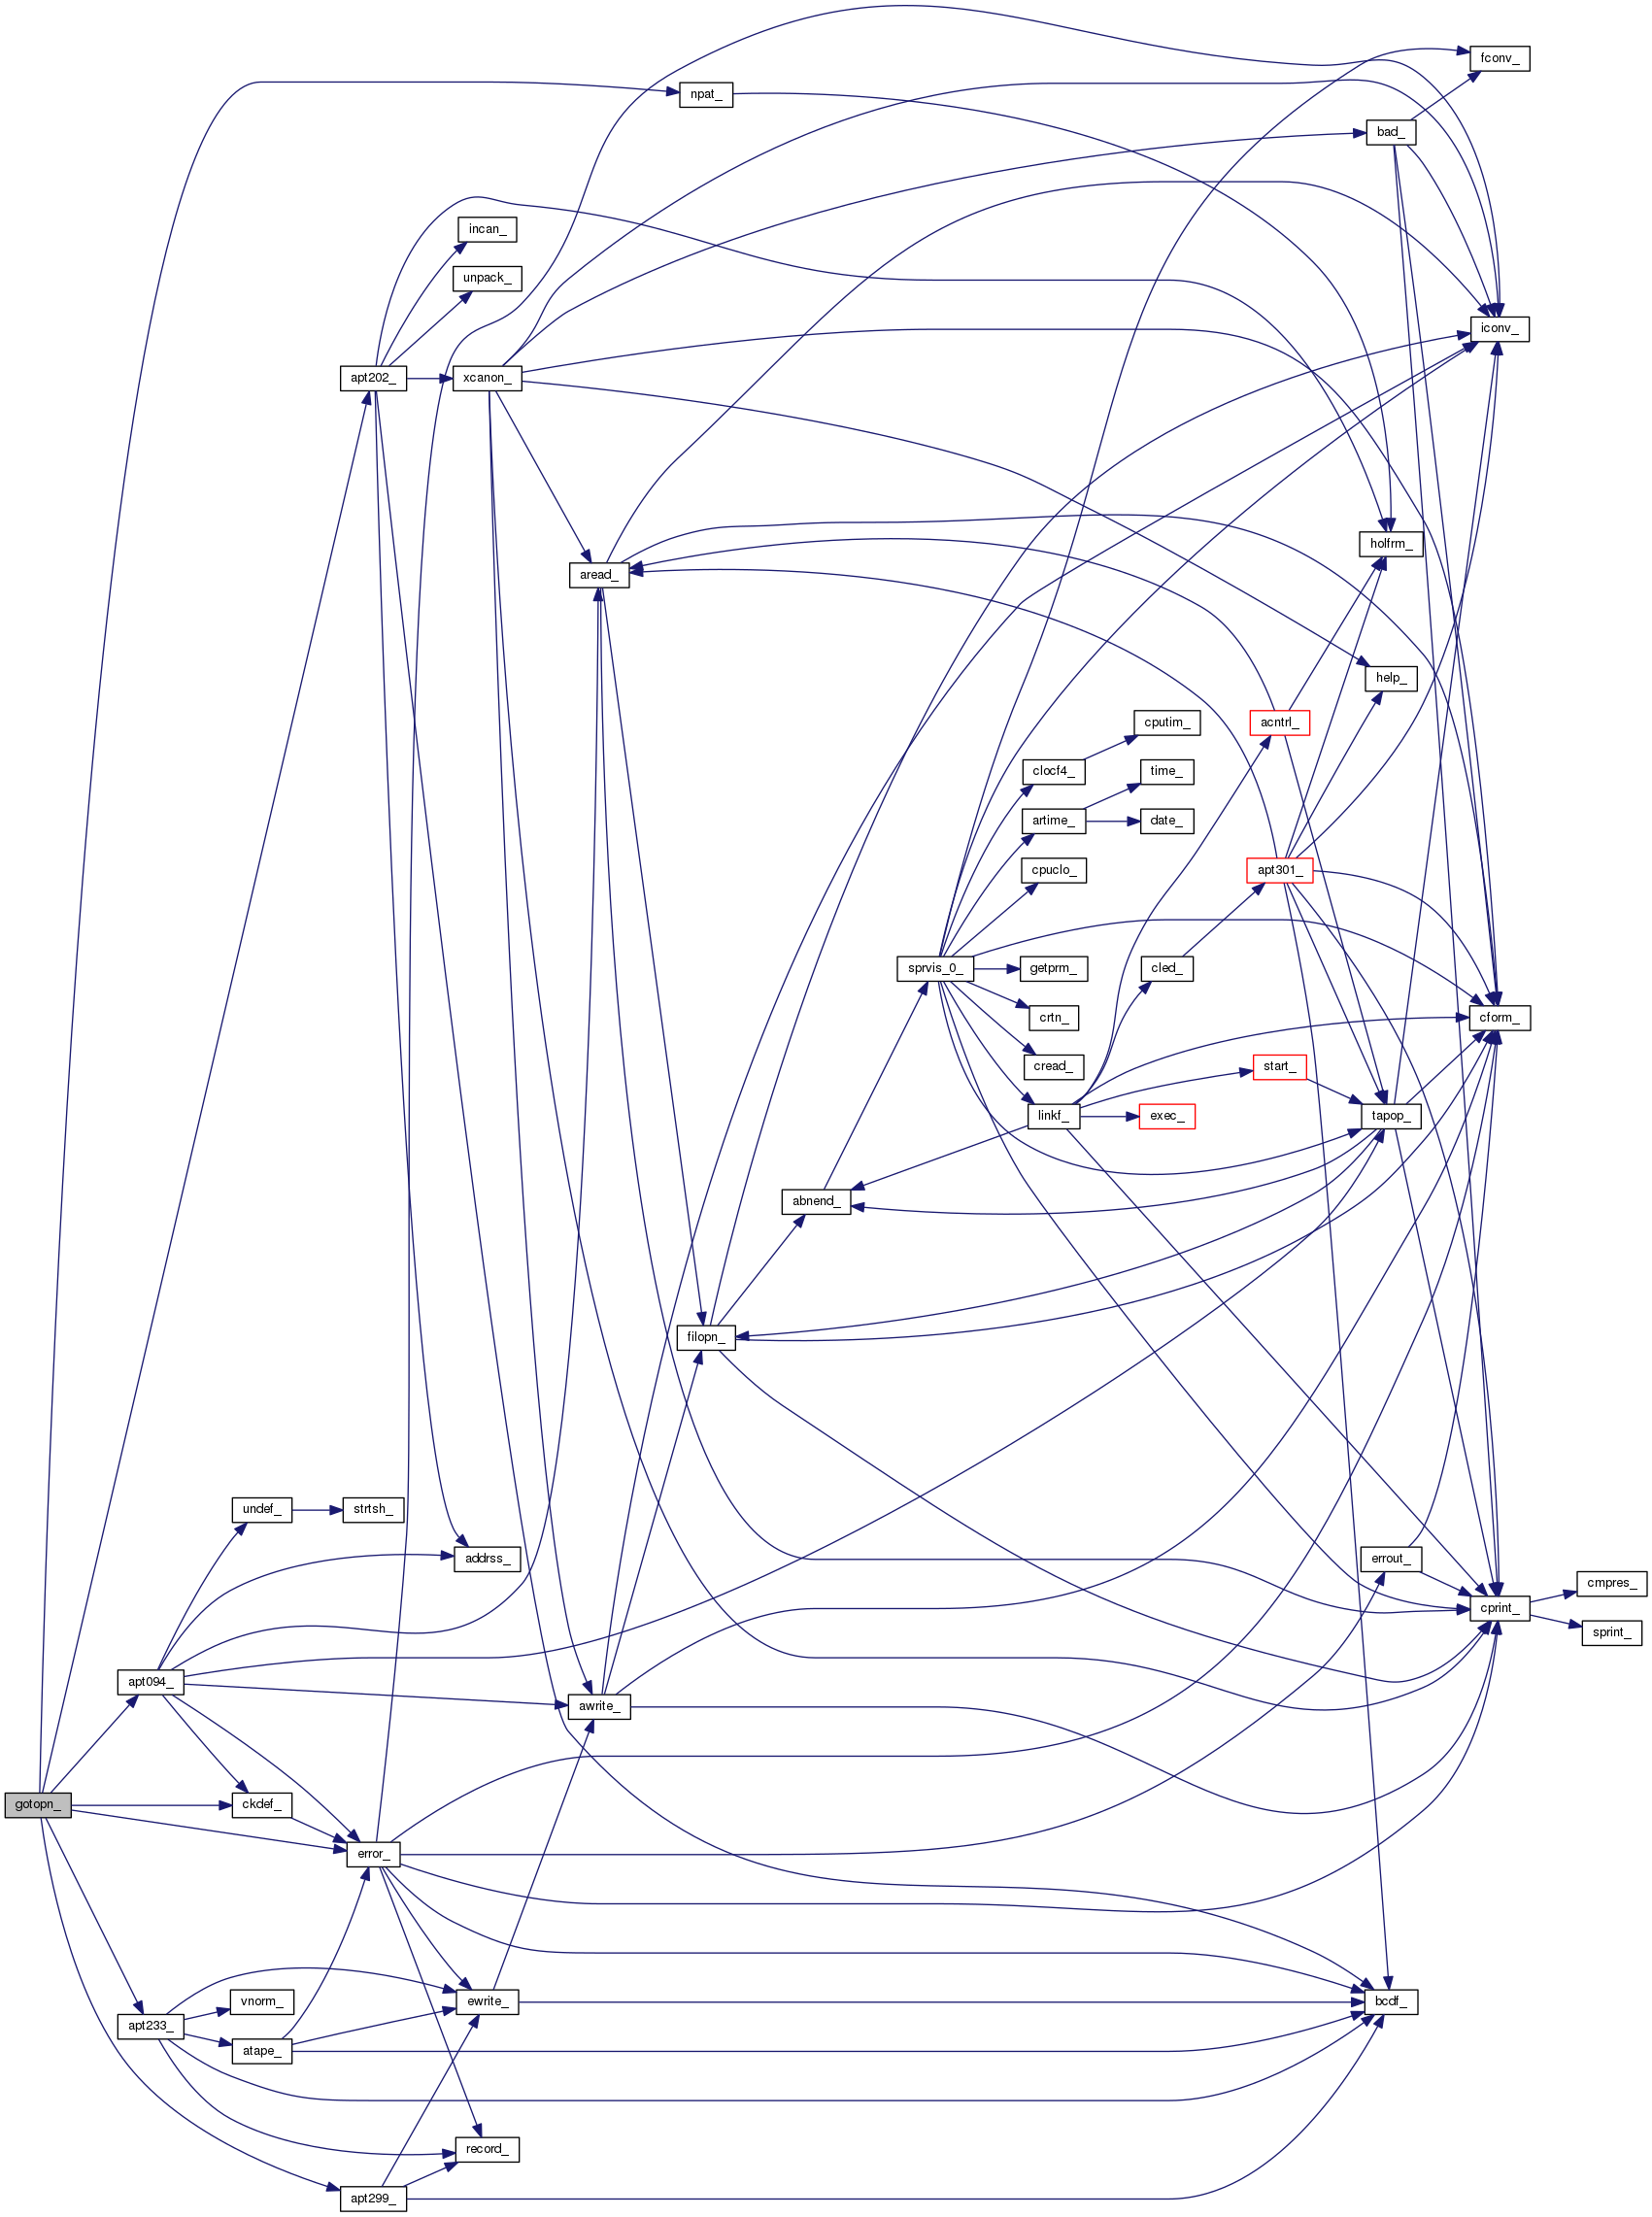 fconv_
npat_
bad_
incan_
unpack_
iconv_
apt202_
xcanon_
holfrm_
aread_
help_
cputim_
acntrl_
clocf4_
time_
artime_
date_
cpuclo_
apt301_
sprvis_0_
getprm_
cled_
crtn_
cform_
cread_
start_
linkf_
exec_
tapop_
abnend_
filopn_
undef_
strtsh_
addrss_
errout_
cmpres_
cprint_
sprint_
apt094_
awrite_
gotopn_
ckdef_
error_
vnorm_
ewrite_
bcdf_
apt233_
atape_
record_
apt299_